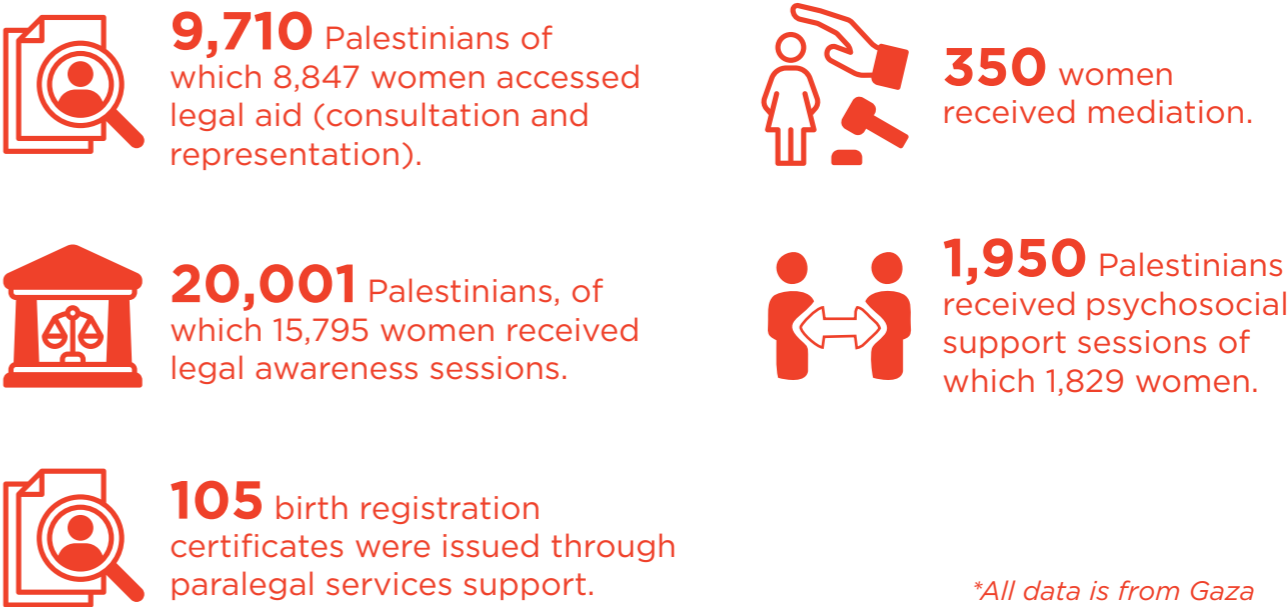 9,710 Palestinians of
which 8,847 women accessed
legal aid (consultation and
representation).
350 women
received mediation.
20,001 Palestinians, of
which 15,795 women received
legal awareness sessions.
1,950 Palestinians
received psychosocial
support sessions of
which 1,829 women.
105 birth registration
certificates were issued through
paralegal services support.
*All data is from Gaza